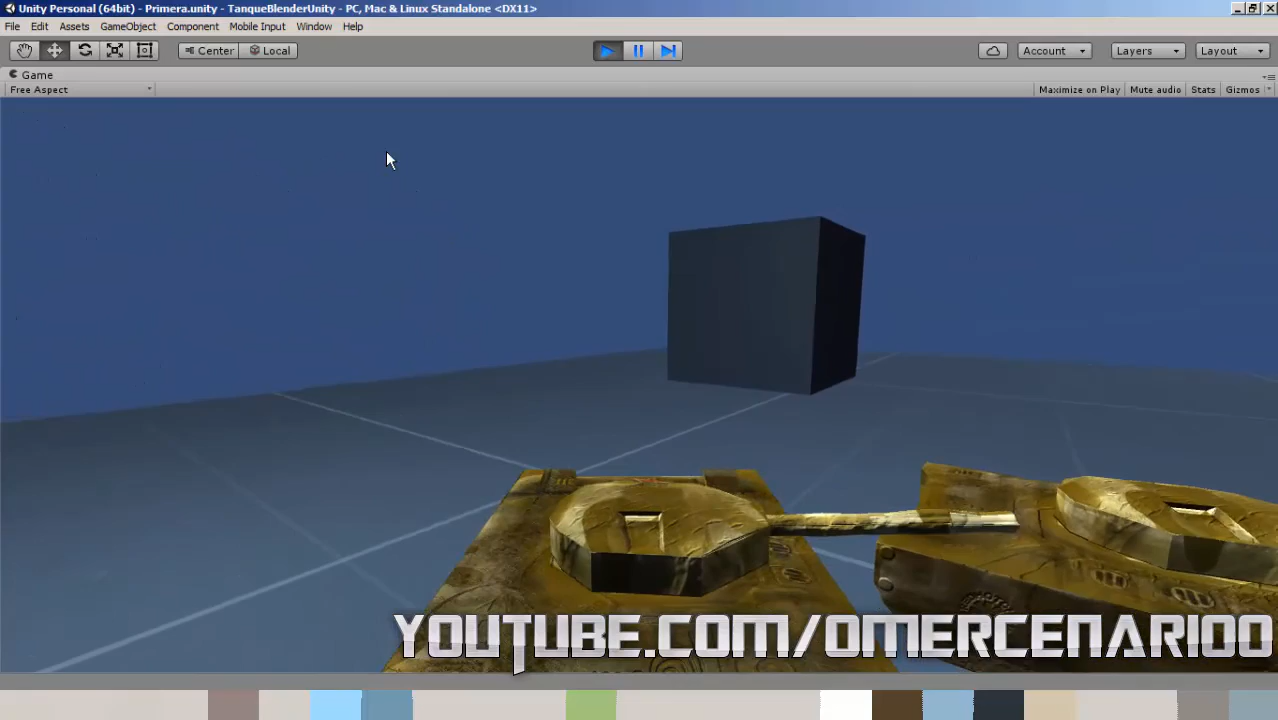 Unity Personal (64bit) - Primera.unity - TanqueBlenderUnity - PC, Mac & Linux Standalone <DX11>
File Edit Assets GameObject Component Mobile Input Window Help
Center Local Account Layers Layout
Game
Free Aspect Maximize on Play Mute audio Stats Gizmos
YOUTUBE.COM/OMERCENARIOO